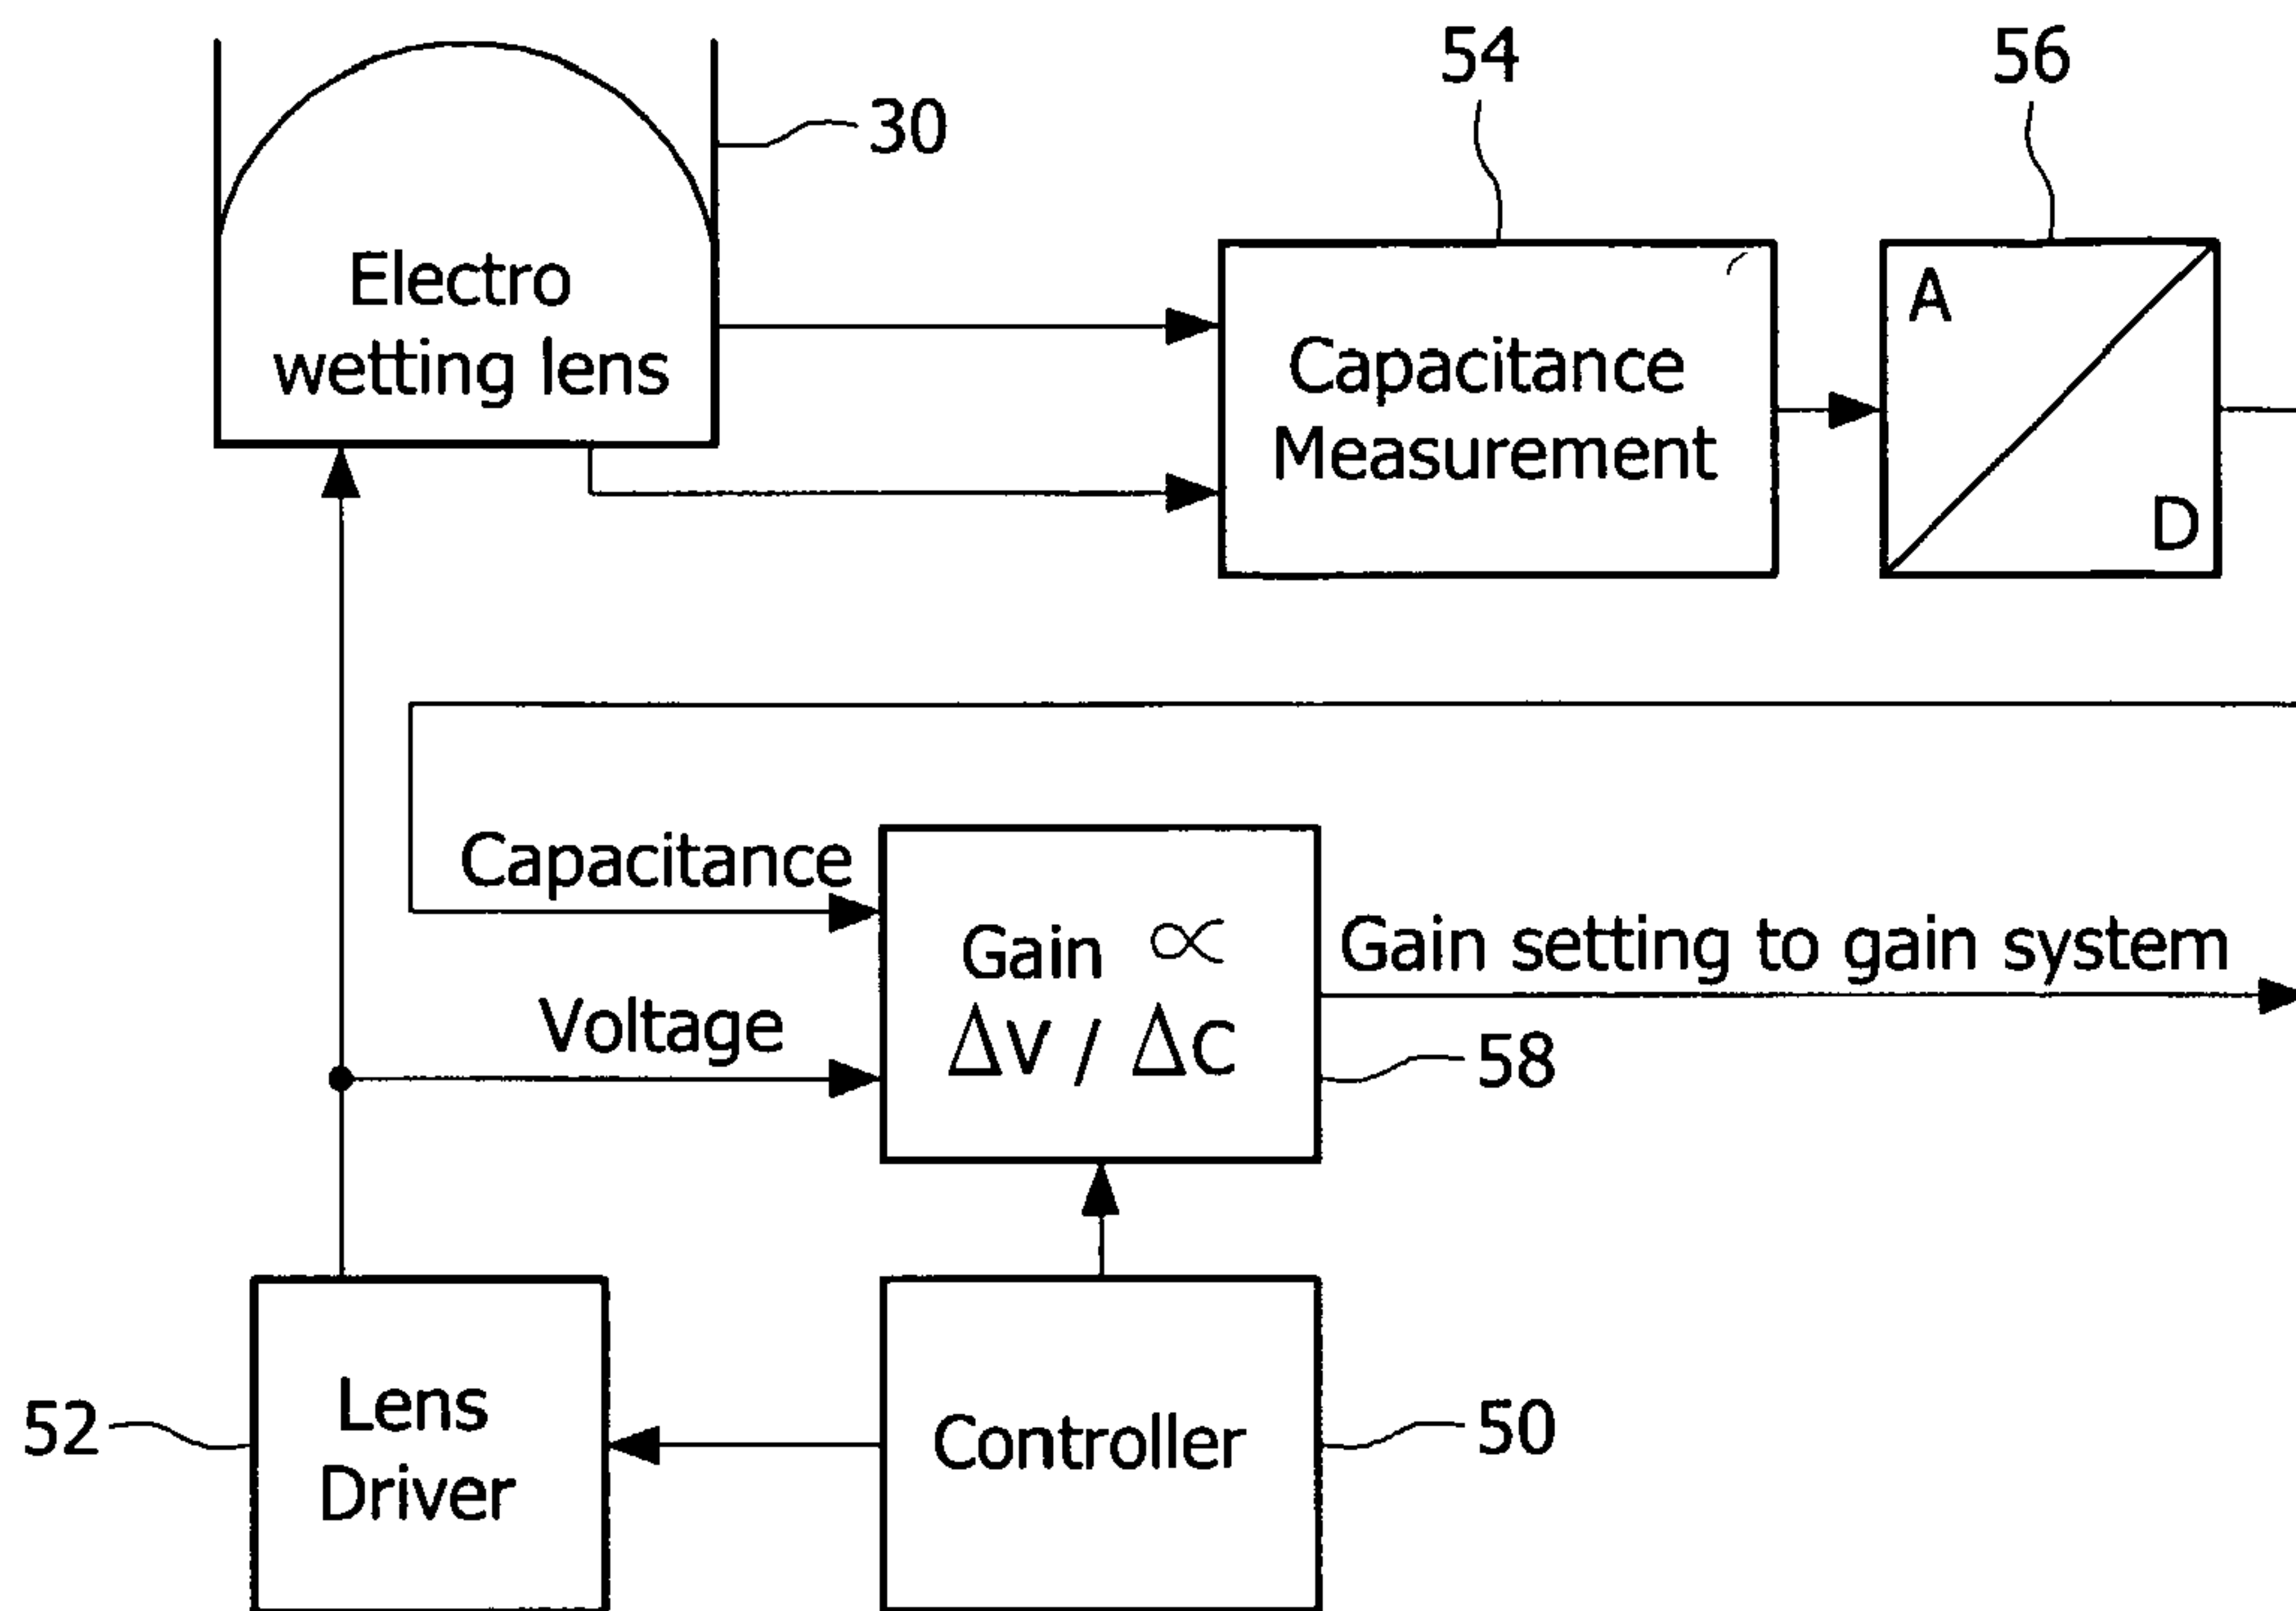 54
56
30
Electro
wetting lens
Capacitance
Measurement
A
D
Capacitance
Voltage
Gain ∝
ΔV / ΔC
Gain setting to gain system
58
52
Lens
Driver
Controller
50